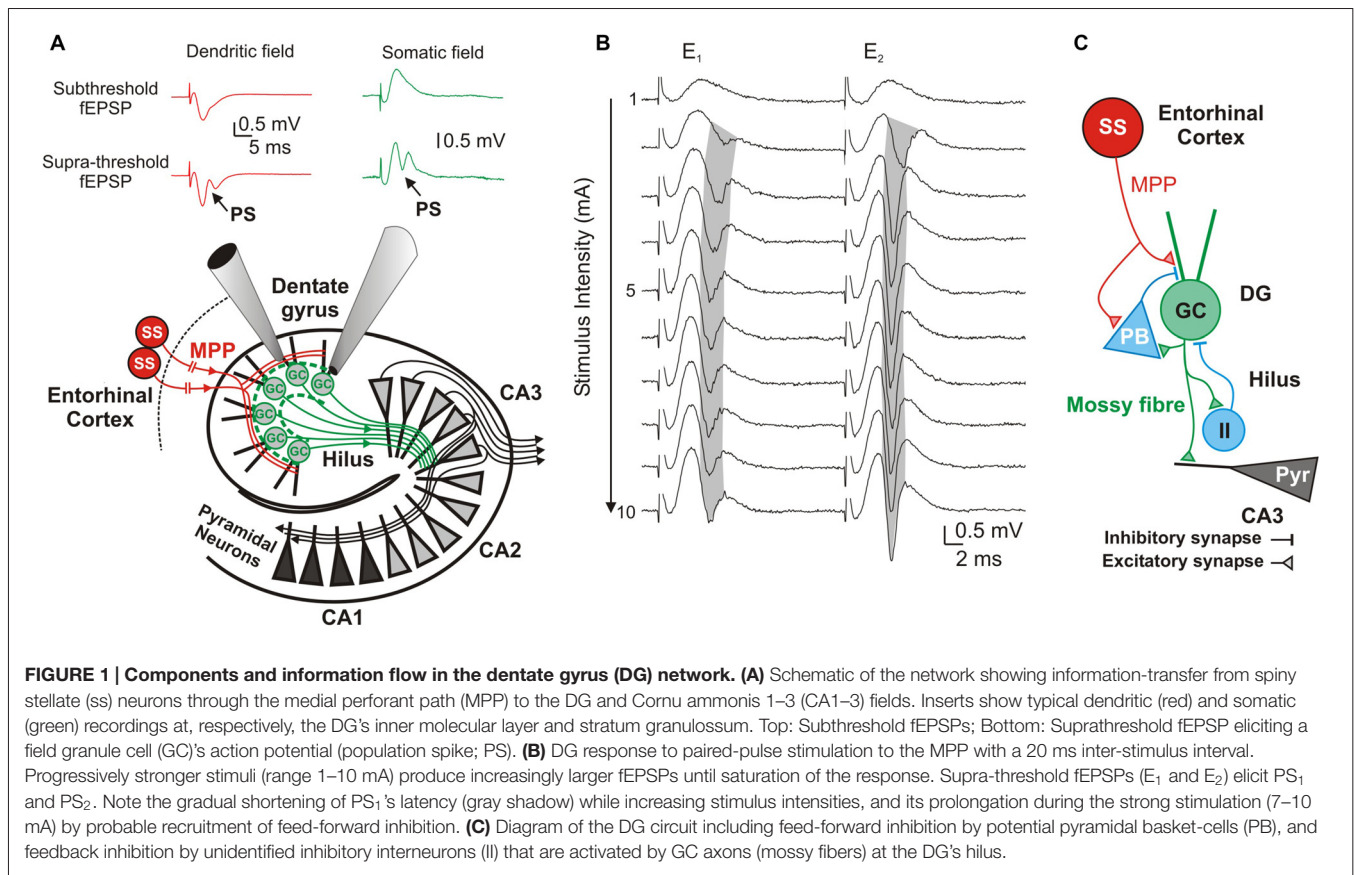 A
Dendritic field
Somatic field
Subthreshold
fEPSP
0.5 mV
5 ms
0.5 mV
Supra-threshold
fEPSP
PS
PS
Dentate
gyrus
SS
SS
MPP
Entorhinal
Cortex
GC
GC
GC
GC
GC
GC
GC
Hilus
CA3
CA2
CA1
Pyramidal
Neurons
B
E1
E2
Stimulus Intensity (mA)
1
5
10
0.5 mV
2 ms
C
SS
Entorhinal
Cortex
MPP
GC
DG
PB
Hilus
Mossy fibre
II
Pyr
CA3
Inhibitory synapse
Excitatory synapse
FIGURE 1 | Components and information flow in the dentate gyrus (DG) network. (A) Schematic of the network showing information-transfer from spiny
stellate (ss) neurons through the medial perforant path (MPP) to the DG and Cornu ammonis 1–3 (CA1–3) fields. Inserts show typical dendritic (red) and somatic
(green) recordings at, respectively, the DG's inner molecular layer and stratum granulossum. Top: Subthreshold fEPSPs; Bottom: Suprathreshold fEPSP eliciting a
field granule cell (GC)'s action potential (population spike; PS). (B) DG response to paired-pulse stimulation to the MPP with a 20 ms inter-stimulus interval.
Progressively stronger stimuli (range 1–10 mA) produce increasingly larger fEPSPs until saturation of the response. Supra-threshold fEPSPs (E1 and E2) elicit PS1
and PS2. Note the gradual shortening of PS1's latency (gray shadow) while increasing stimulus intensities, and its prolongation during the strong stimulation (7–10
mA) by probable recruitment of feed-forward inhibition. (C) Diagram of the DG circuit including feed-forward inhibition by potential pyramidal basket-cells (PB), and
feedback inhibition by unidentified inhibitory interneurons (II) that are activated by GC axons (mossy fibers) at the DG's hilus.